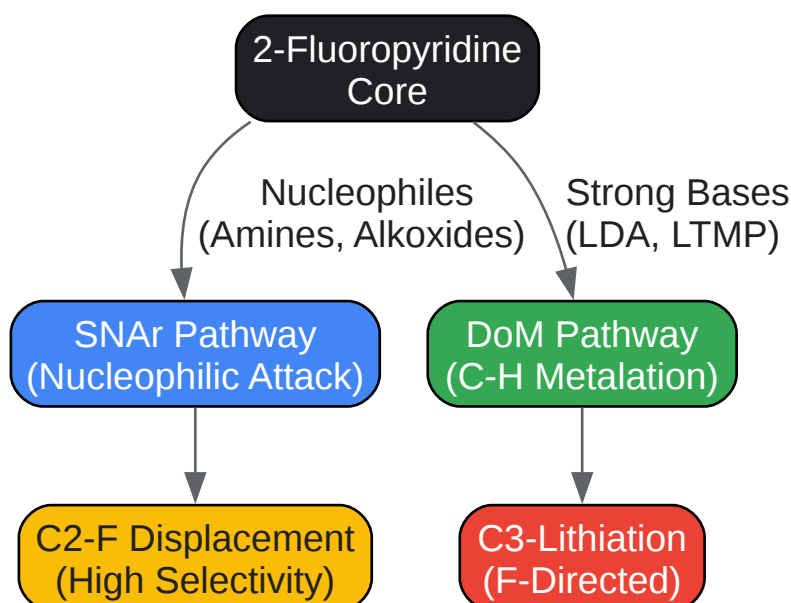 2-Fluoropyridine
Core
Nucleophiles
(Amines, Alkoxides)
Strong Bases
(LDA, LTMP)
SNAr Pathway
(Nucleophilic Attack)
DoM Pathway
(C-H Metalation)
C2-F Displacement
(High Selectivity)
C3-Lithiation
(F-Directed)